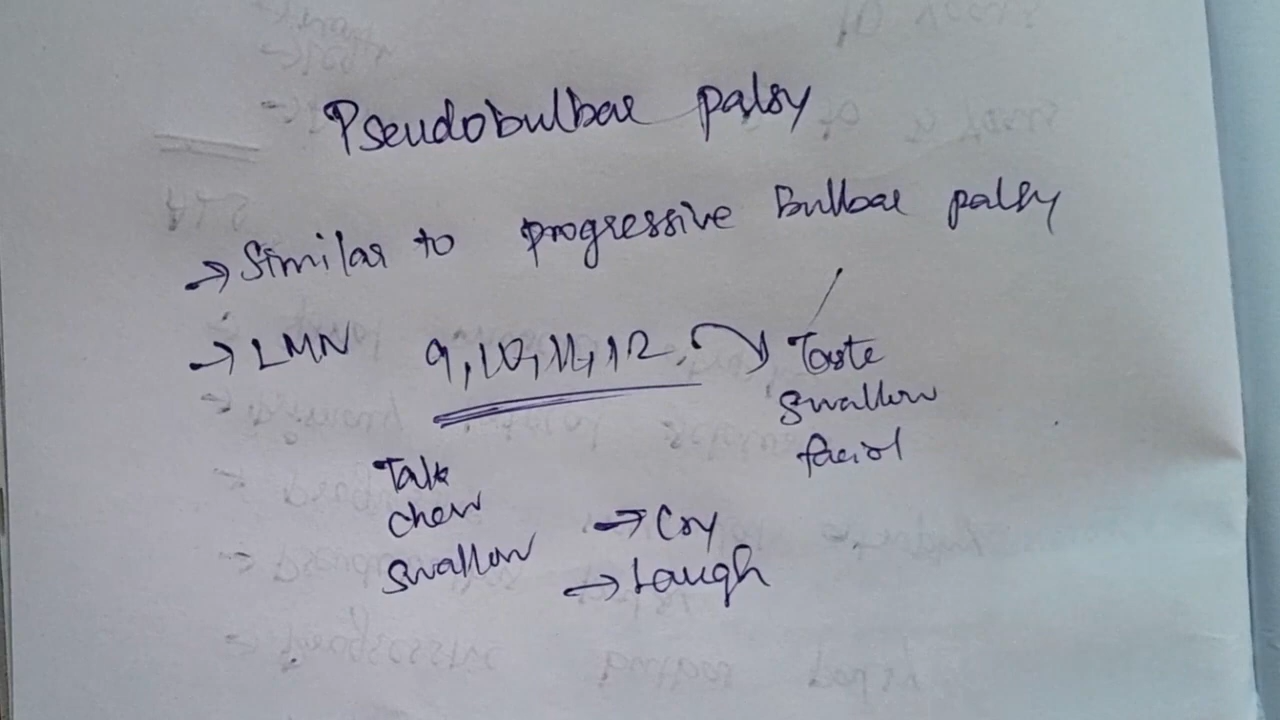 Pseudobulbar palsy
→ Similar to progressive Bulbar palsy
→ LMN 9, 10, 11, 12 → Taste
swallow
facial
Talk
chew
swallow
→ Cry
→ Laugh